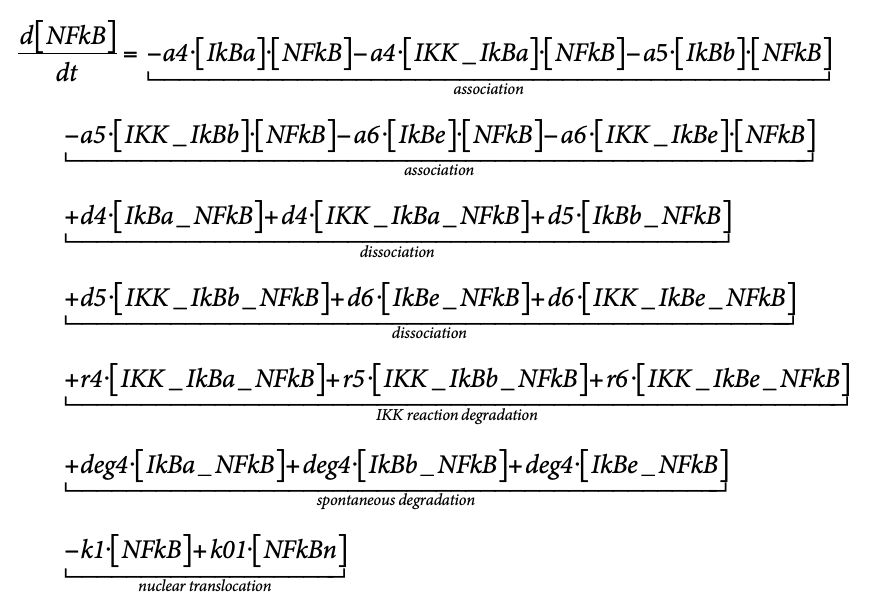 d[NFkB]/dt = −a4·[IkBa]·[NFkB]−a4·[IKK_IkBa]·[NFkB]−a5·[IkBb]·[NFkB]
association
−a5·[IKK_IkBb]·[NFkB]−a6·[IkBe]·[NFkB]−a6·[IKK_IkBe]·[NFkB]
association
+d4·[IkBa_NFkB]+d4·[IKK_IkBa_NFkB]+d5·[IkBb_NFkB]
dissociation
+d5·[IKK_IkBb_NFkB]+d6·[IkBe_NFkB]+d6·[IKK_IkBe_NFkB]
dissociation
+r4·[IKK_IkBa_NFkB]+r5·[IKK_IkBb_NFkB]+r6·[IKK_IkBe_NFkB]
IKK reaction degradation
+deg4·[IkBa_NFkB]+deg4·[IkBb_NFkB]+deg4·[IkBe_NFkB]
spontaneous degradation
−k1·[NFkB]+k01·[NFkBn]
nuclear translocation